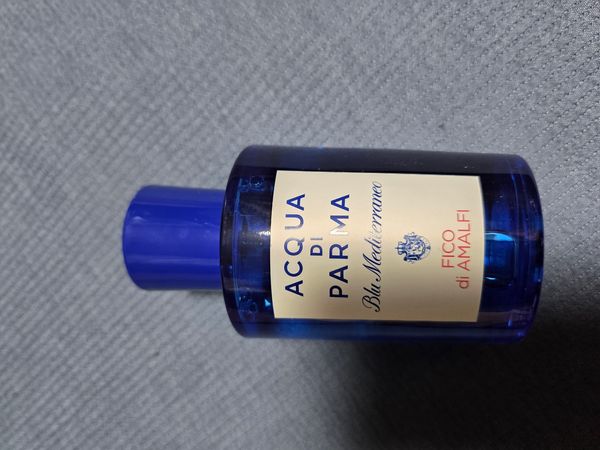 ACQUA
DI
PARMA
Blu Mediterraneo
FICO
di AMALFI